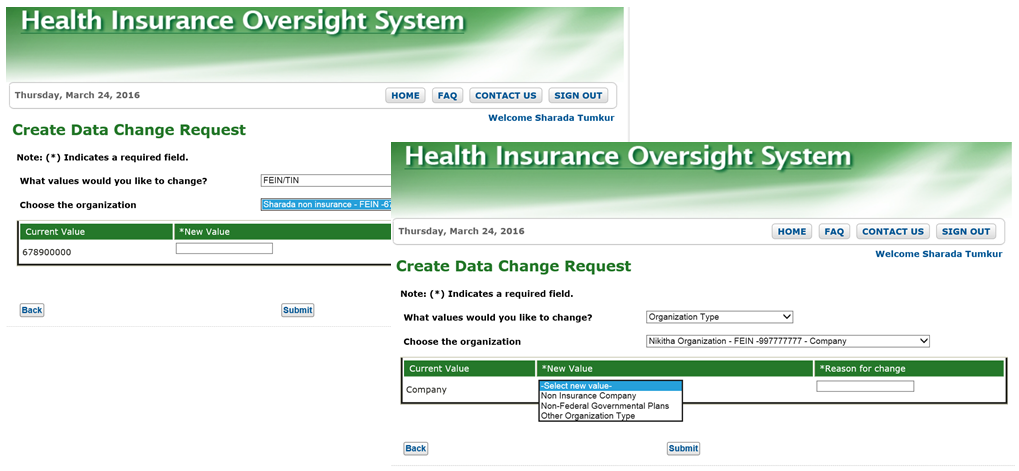 Health Insurance Oversight System
Thursday, March 24, 2016 HOME FAQ CONTACT US SIGN OUT
Welcome Sharada Tumkur
Create Data Change Request
Note: (*) Indicates a required field.
What values would you like to change? FEIN/TIN
Choose the organization Sharada non insurance - FEIN -67
Current Value *New Value
678900000
Back Submit
Health Insurance Oversight System
Thursday, March 24, 2016 HOME FAQ CONTACT US SIGN OUT
Welcome Sharada Tumkur
Create Data Change Request
Note: (*) Indicates a required field.
What values would you like to change? Organization Type
Choose the organization Nikitha Organization - FEIN -997777777 - Company
Current Value *New Value *Reason for change
Company -Select new value-
Non Insurance Company
Non-Federal Governmental Plans
Other Organization Type
Back Submit